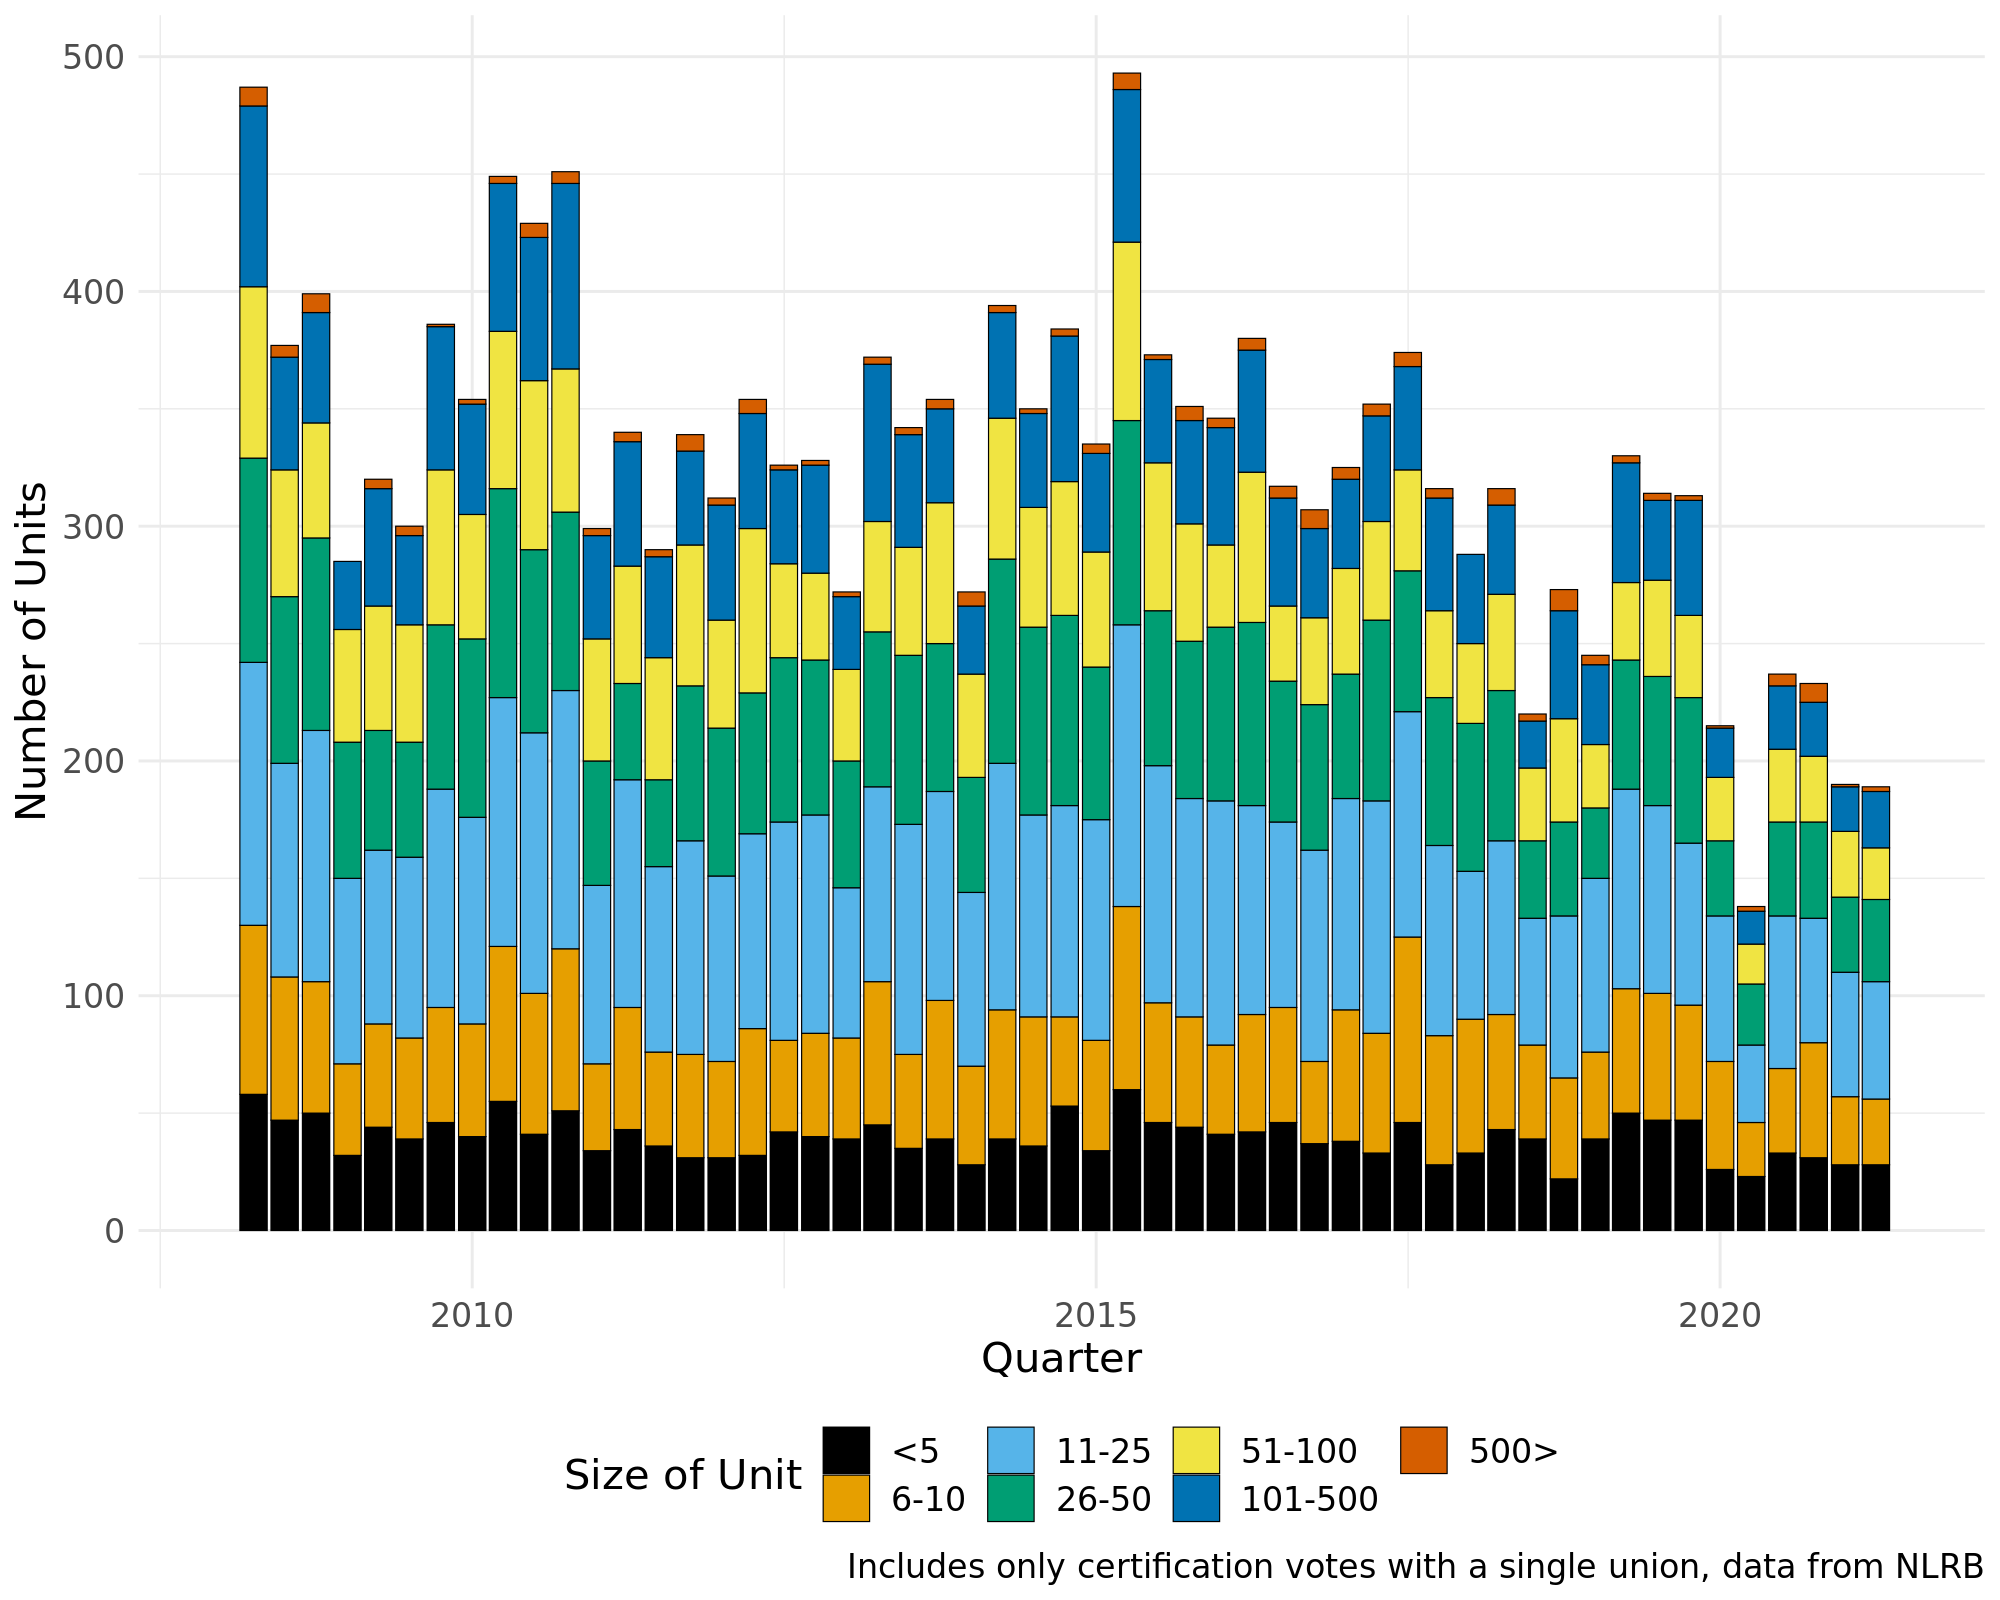 500
400
300
200
100
0
Number of Units
2010 2015 2020
Quarter
Size of Unit
<5 11-25 51-100 500>
6-10 26-50 101-500
Includes only certification votes with a single union, data from NLRB